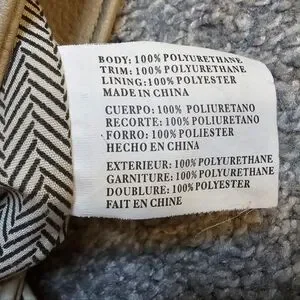 BODY: 100% POLYURETHANE
TRIM: 100% POLYURETHANE
LINING: 100% POLYESTER
MADE IN CHINA
CUERPO: 100% POLIURETANO
RECORTE: 100% POLIURETANO
FORRO: 100% POLIESTER
HECHO EN CHINA
EXTERIEUR: 100% POLYURETHANE
GARNITURE: 100% POLYURETHANE
DOUBLURE: 100% POLYESTER
FAIT EN CHINE